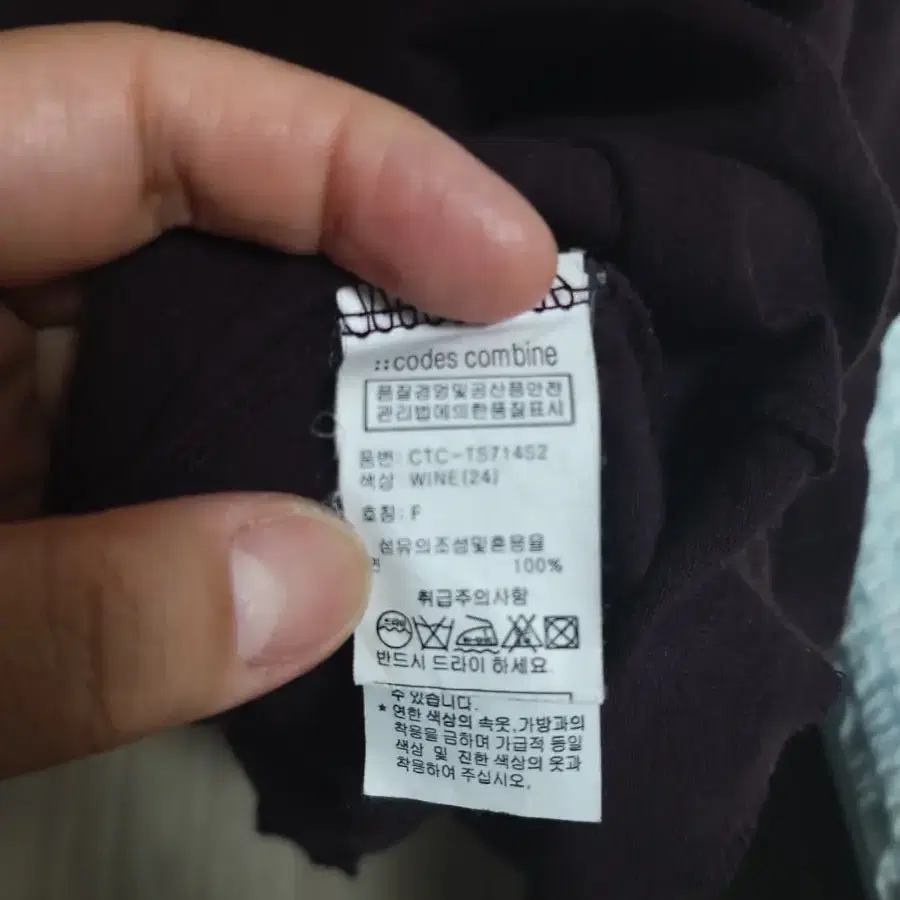 ::codes combine
품질경영및공산품안전
관리법에의한품질표시
품번: CTC-TS71452
색상 WINE(24)
호칭: F
섬유의조성및혼용율
면 100%
취급주의사항
드라이
반드시 드라이 하세요.
수 있습니다.
* 연한 색상의 속옷,가방과의
착용을 금하며 가급적 동일
색상 및 진한 색상의 옷과
착용하여 주십시오.